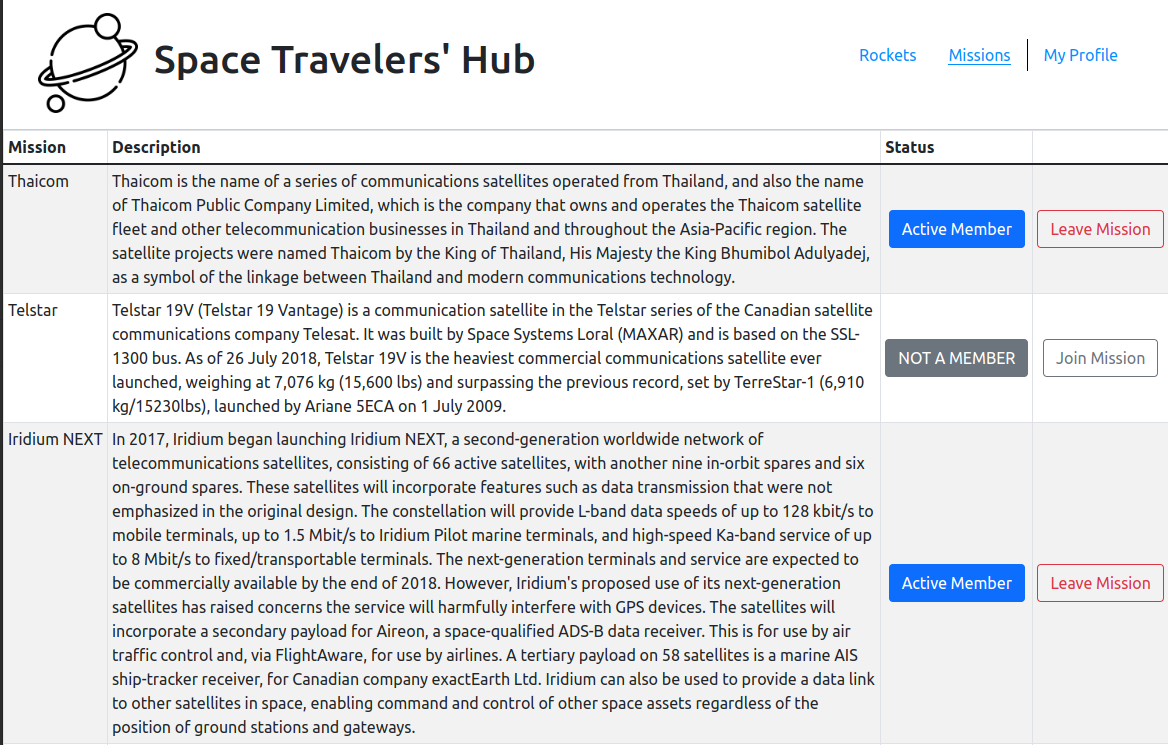 Space Travelers' Hub
Rockets Missions My Profile
Mission Description Status
Thaicom
Thaicom is the name of a series of communications satellites operated from Thailand, and also the name
of Thaicom Public Company Limited, which is the company that owns and operates the Thaicom satellite
fleet and other telecommunication businesses in Thailand and throughout the Asia-Pacific region. The
satellite projects were named Thaicom by the King of Thailand, His Majesty the King Bhumibol Adulyadej,
as a symbol of the linkage between Thailand and modern communications technology.
Active Member
Leave Mission
Telstar
Telstar 19V (Telstar 19 Vantage) is a communication satellite in the Telstar series of the Canadian satellite
communications company Telesat. It was built by Space Systems Loral (MAXAR) and is based on the SSL-
1300 bus. As of 26 July 2018, Telstar 19V is the heaviest commercial communications satellite ever
launched, weighing at 7,076 kg (15,600 lbs) and surpassing the previous record, set by TerreStar-1 (6,910
kg/15230lbs), launched by Ariane 5ECA on 1 July 2009.
NOT A MEMBER
Join Mission
Iridium NEXT
In 2017, Iridium began launching Iridium NEXT, a second-generation worldwide network of
telecommunications satellites, consisting of 66 active satellites, with another nine in-orbit spares and six
on-ground spares. These satellites will incorporate features such as data transmission that were not
emphasized in the original design. The constellation will provide L-band data speeds of up to 128 kbit/s to
mobile terminals, up to 1.5 Mbit/s to Iridium Pilot marine terminals, and high-speed Ka-band service of up
to 8 Mbit/s to fixed/transportable terminals. The next-generation terminals and service are expected to
be commercially available by the end of 2018. However, Iridium's proposed use of its next-generation
satellites has raised concerns the service will harmfully interfere with GPS devices. The satellites will
incorporate a secondary payload for Aireon, a space-qualified ADS-B data receiver. This is for use by air
traffic control and, via FlightAware, for use by airlines. A tertiary payload on 58 satellites is a marine AIS
ship-tracker receiver, for Canadian company exactEarth Ltd. Iridium can also be used to provide a data link
to other satellites in space, enabling command and control of other space assets regardless of the
position of ground stations and gateways.
Active Member
Leave Mission